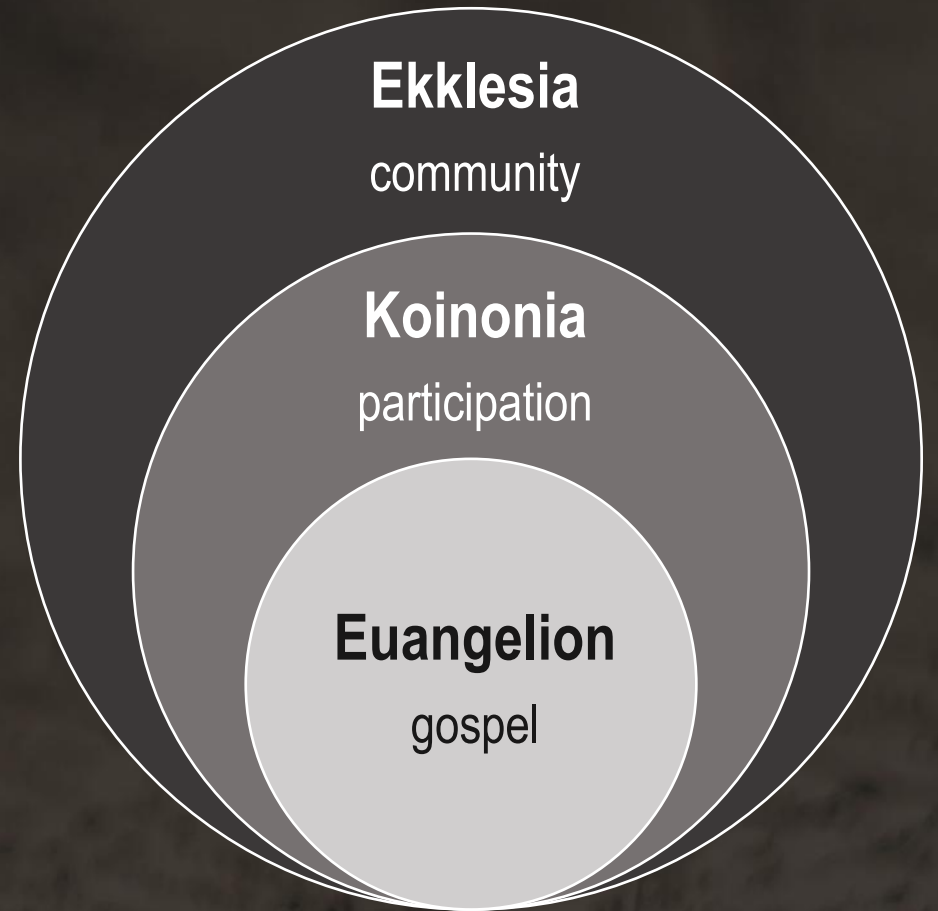 Ekklesia
community
Koinonia
participation
Euangelion
gospel